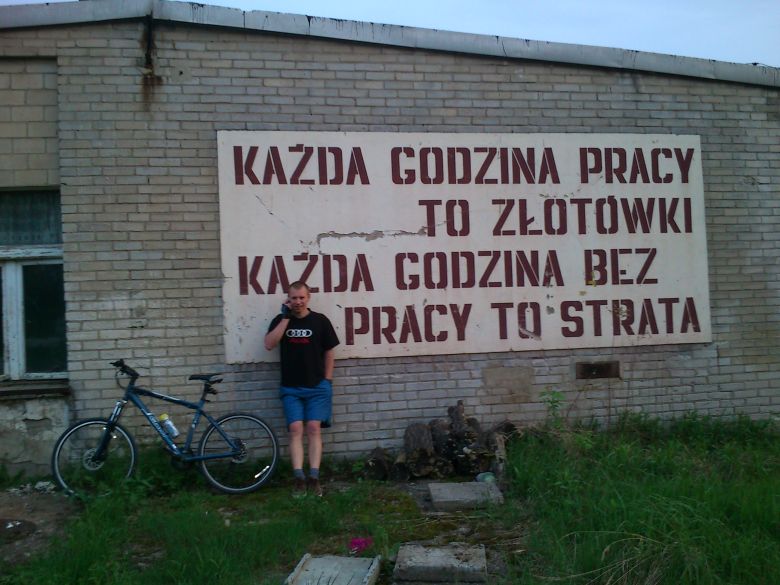 KAŻDA GODZINA PRACY
TO ZŁOTÓWKI
KAŻDA GODZINA BEZ
PRACY TO STRATA